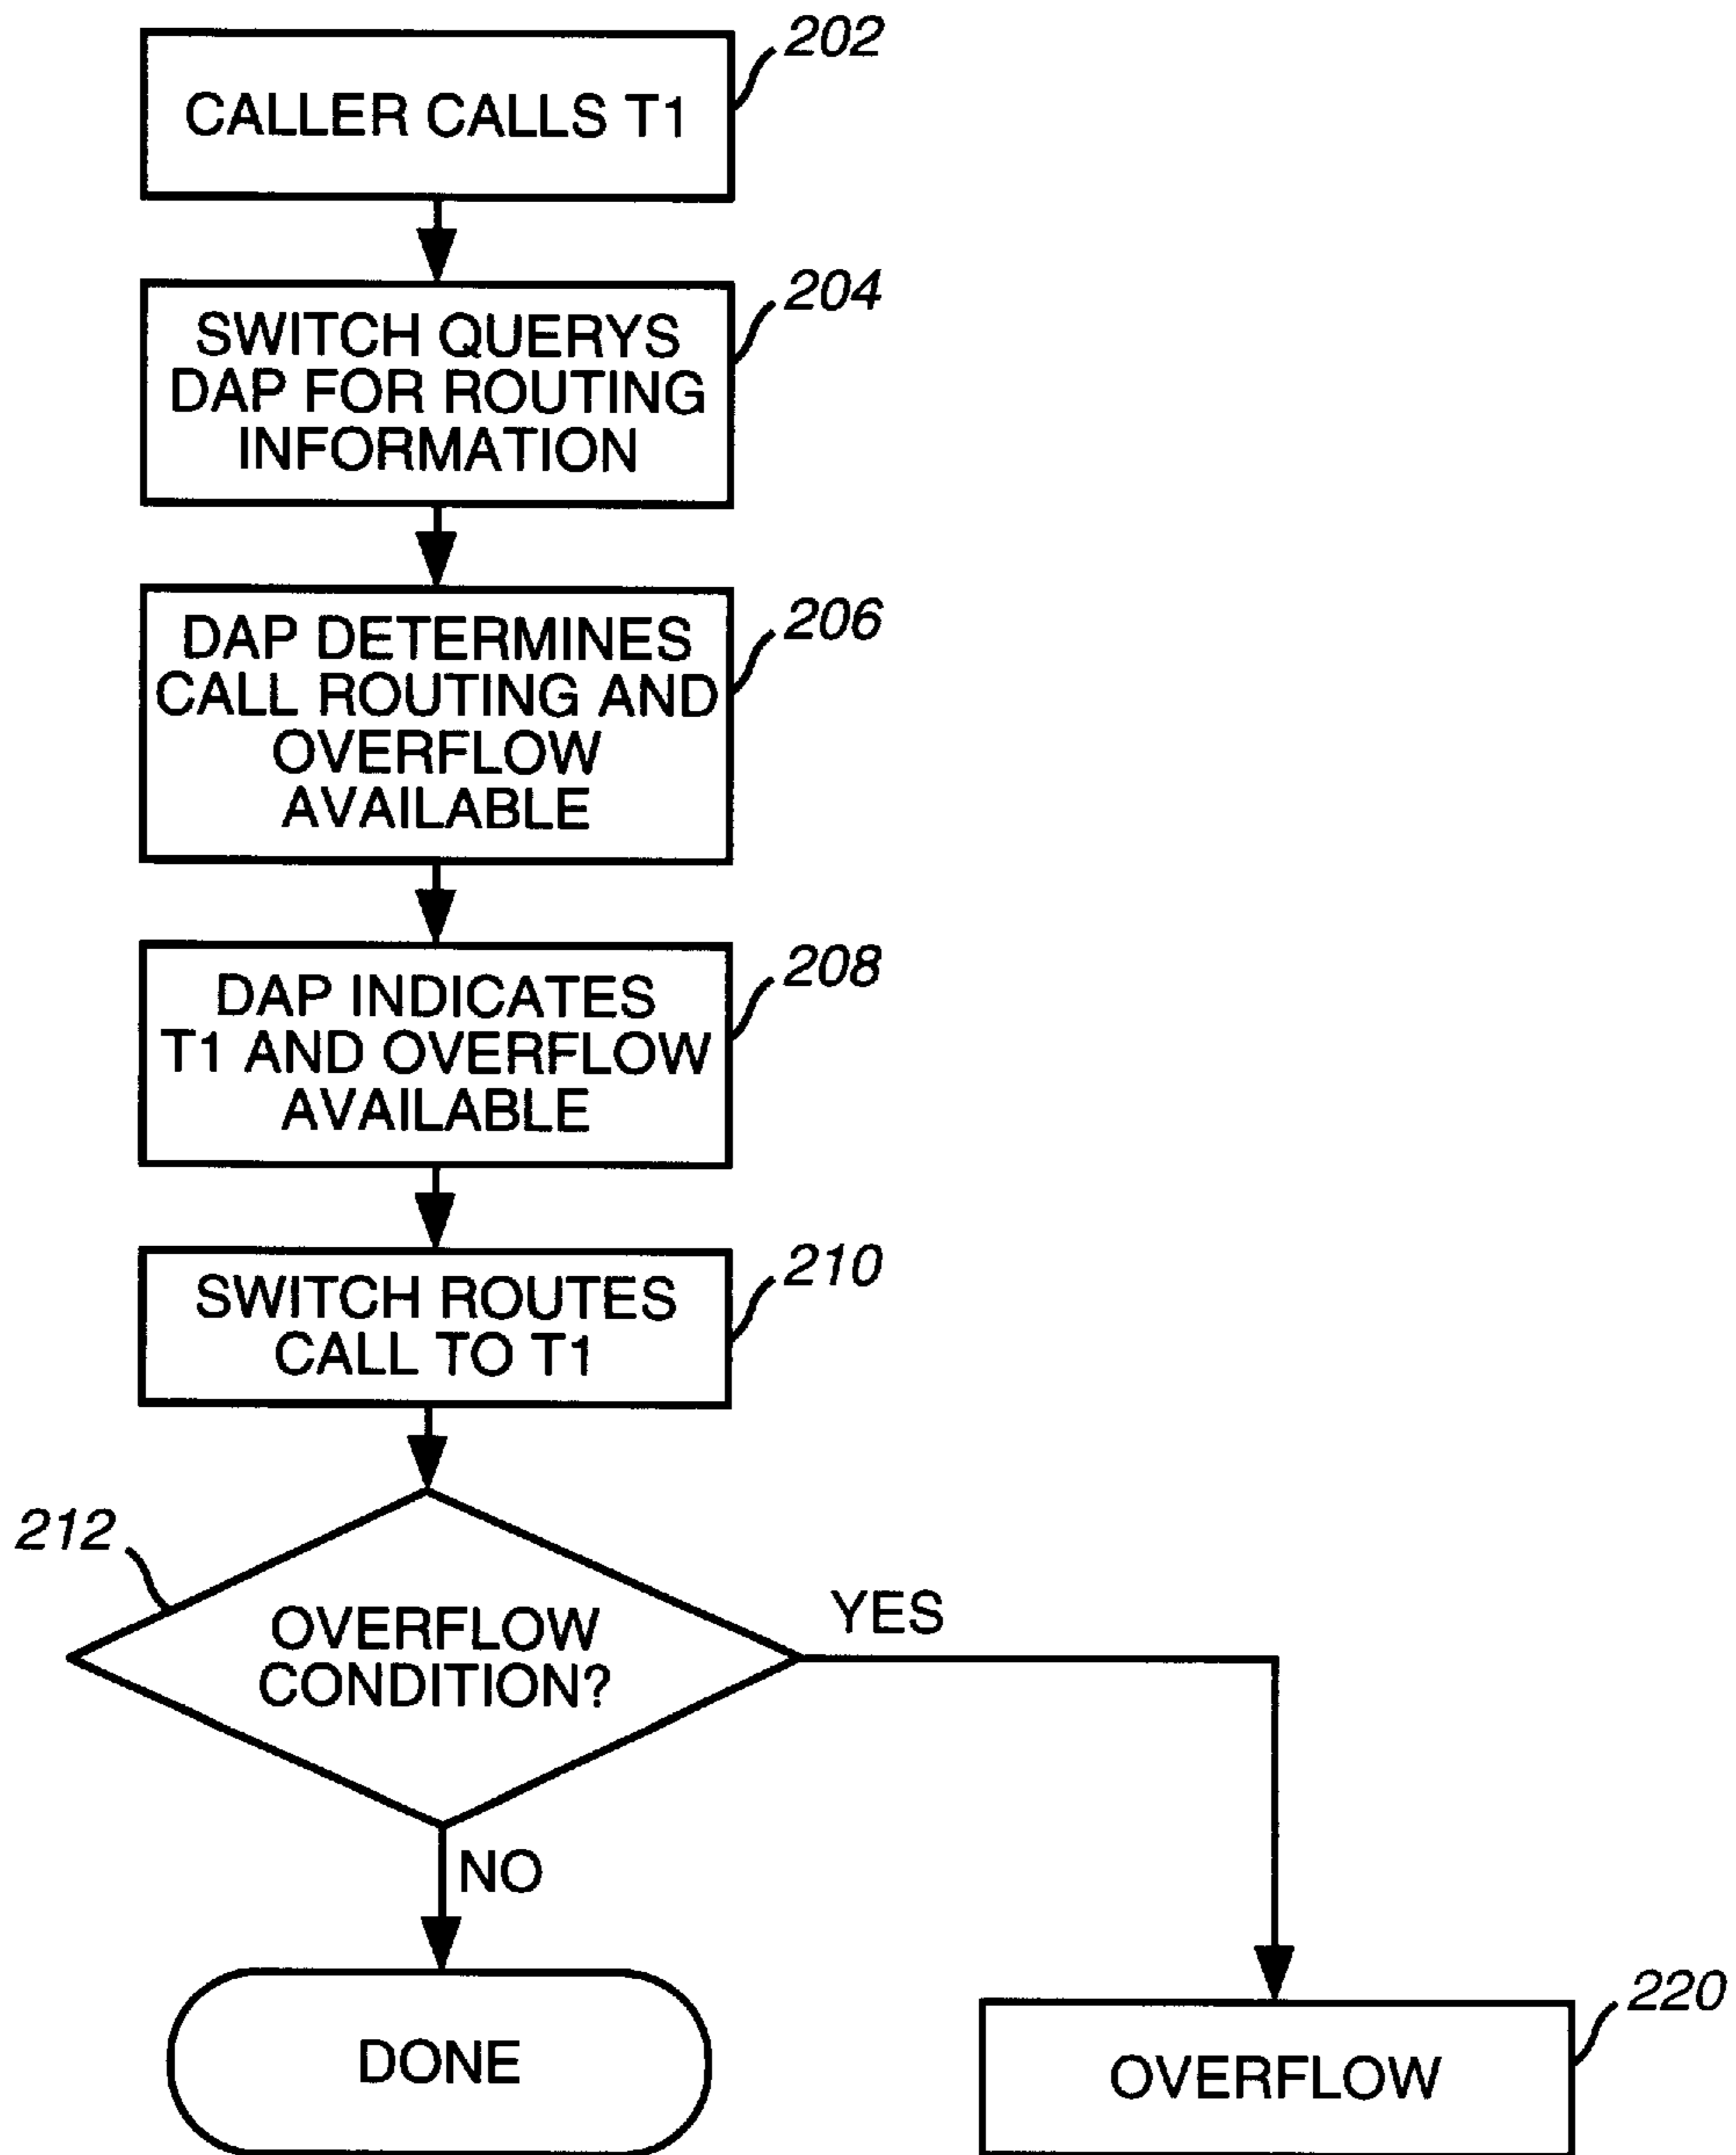 202
CALLER CALLS T1
204
SWITCH QUERYS
DAP FOR ROUTING
INFORMATION
206
DAP DETERMINES
CALL ROUTING AND
OVERFLOW
AVAILABLE
208
DAP INDICATES
T1 AND OVERFLOW
AVAILABLE
210
SWITCH ROUTES
CALL TO T1
212
OVERFLOW
CONDITION?
YES
NO
DONE
220
OVERFLOW